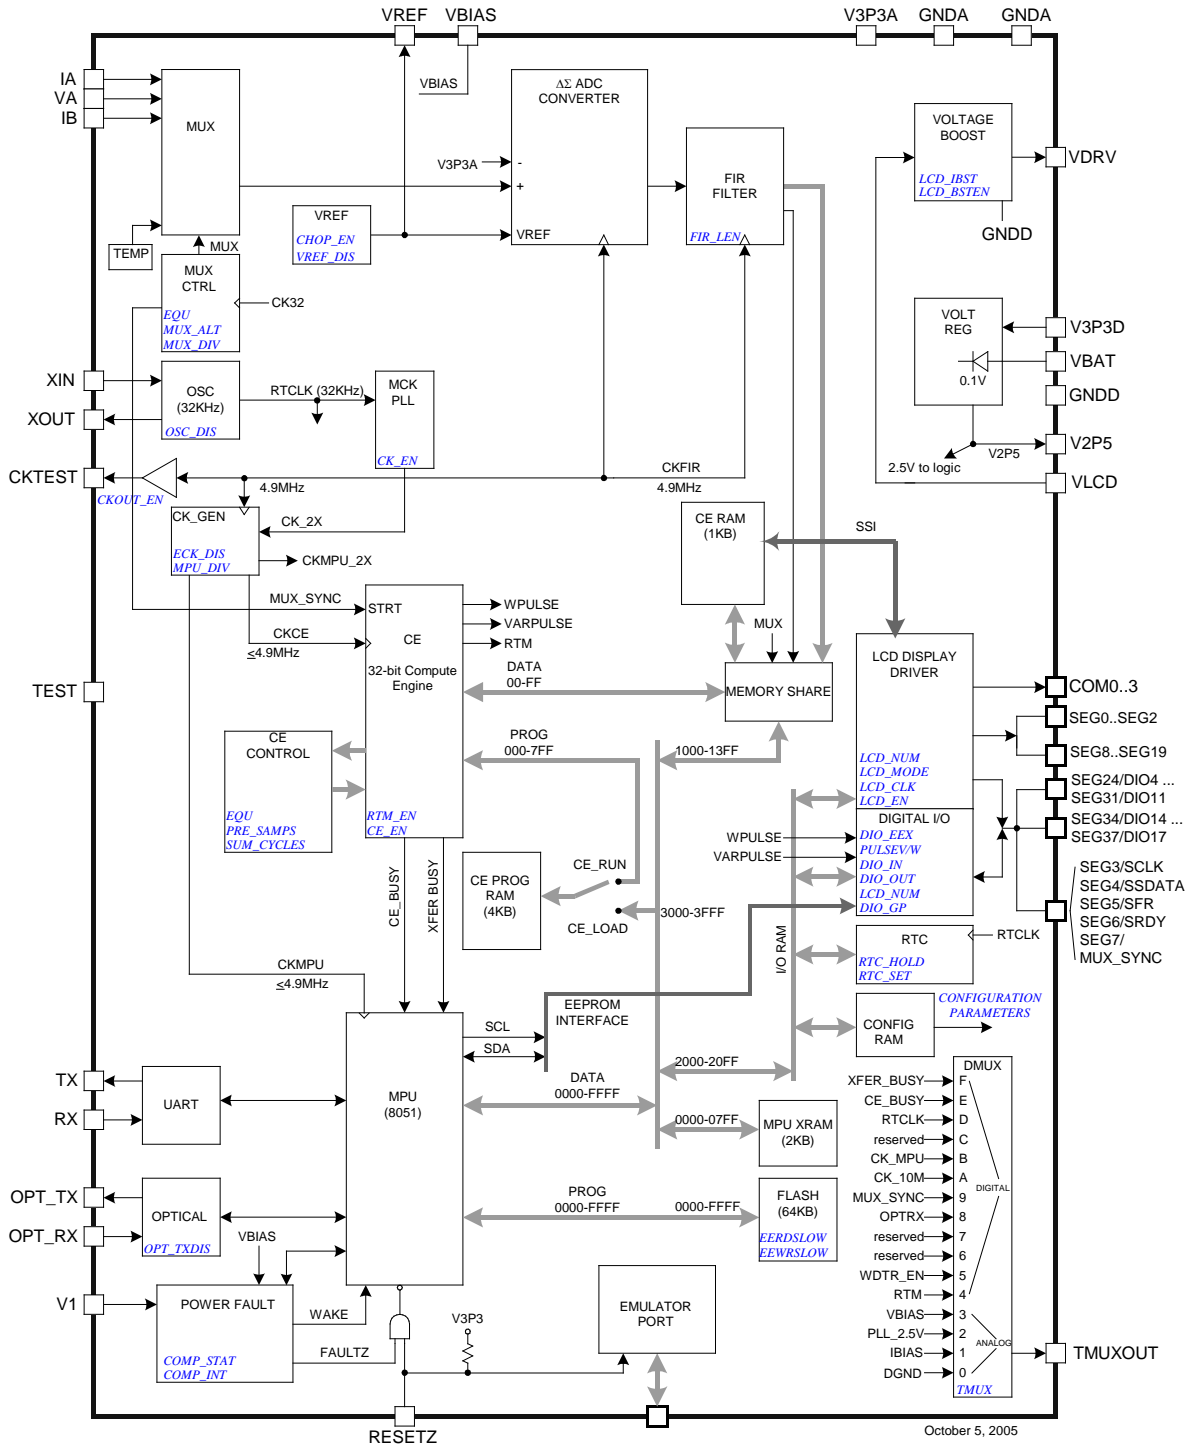 VREF
VBIAS
V3P3A
GNDA
GNDA
IA
VA
IB
MUX
VBIAS
ΔΣ ADC
CONVERTER
V3P3A
-
+
VREF
FIR
FILTER
FIR_LEN
VOLTAGE
BOOST
LCD_IBST
LCD_BSTEN
VDRV
GNDD
VREF
CHOP_EN
VREF_DIS
TEMP
MUX
MUX
CTRL
EQU
MUX_ALT
MUX_DIV
CK32
VOLT
REG
0.1V
V3P3D
VBAT
GNDD
V2P5
V2P5
2.5V to logic
VLCD
XIN
XOUT
OSC
(32KHz)
OSC_DIS
RTCLK (32KHz)
MCK
PLL
CK_EN
CKTEST
CKOUT_EN
4.9MHz
CKFIR
4.9MHz
CK_GEN
ECK_DIS
MPU_DIV
CK_2X
CKMPU_2X
CE RAM
(1KB)
SSI
MUX_SYNC
CKCE
≤4.9MHz
STRT
CE
32-bit Compute
Engine
RTM_EN
CE_EN
WPULSE
VARPULSE
RTM
DATA
00-FF
MUX
MEMORY SHARE
LCD DISPLAY
DRIVER
LCD_NUM
LCD_MODE
LCD_CLK
LCD_EN
COM0..3
SEG0..SEG2
SEG8..SEG19
SEG24/DIO4 ...
SEG31/DIO11
SEG34/DIO14 ...
SEG37/DIO17
SEG3/SCLK
SEG4/SSDATA
SEG5/SFR
SEG6/SRDY
SEG7/
MUX_SYNC
TEST
CE
CONTROL
EQU
PRE_SAMPS
SUM_CYCLES
PROG
000-7FF
1000-13FF
DIGITAL I/O
DIO_EEX
PULSEV/W
DIO_IN
DIO_OUT
LCD_NUM
DIO_GP
WPULSE
VARPULSE
CE_BUSY
XFER BUSY
CE PROG
RAM
(4KB)
CE_RUN
CE_LOAD
3000-3FFF
I/O RAM
RTC
RTC_HOLD
RTC_SET
RTCLK
CKMPU
≤4.9MHz
EEPROM
INTERFACE
SCL
SDA
CONFIG
RAM
CONFIGURATION
PARAMETERS
2000-20FF
MPU
(8051)
DATA
0000-FFFF
0000-07FF
MPU XRAM
(2KB)
TX
RX
UART
OPT_TX
OPT_RX
OPTICAL
OPT_TXDIS
PROG
0000-FFFF
0000-FFFF
FLASH
(64KB)
EERDSLOW
EEWRSLOW
VBIAS
V1
POWER FAULT
COMP_STAT
COMP_INT
WAKE
FAULTZ
V3P3
EMULATOR
PORT
RESETZ
DMUX
XFER_BUSY F
CE_BUSY E
RTCLK D
reserved C
CK_MPU B
CK_10M A
MUX_SYNC 9
OPTRX 8
reserved 7
reserved 6
WDTR_EN 5
RTM 4
VBIAS 3
PLL_2.5V 2
IBIAS 1
DGND 0
DIGITAL
ANALOG
TMUX
TMUXOUT
October 5, 2005